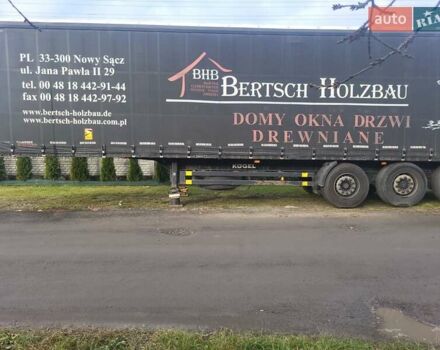 auto RIA
PL 33-300 Nowy Sącz
ul. Jana Pawła II 29
tel. 00 48 18 442-91-44
fax 00 48 18 442-97-92
www.bertsch-holzbau.de
www.bertsch-holzbau.com.pl
BHB
BERTSCH HOLZBAU
DOMY OKNA DRZWI
DREWNIANE
KÖGEL